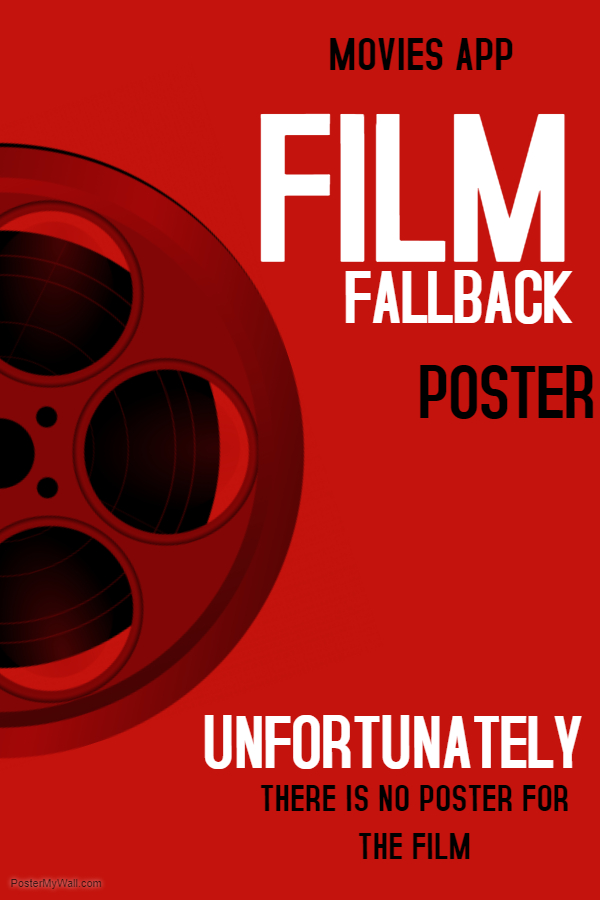 MOVIES APP
FILM
FALLBACK
POSTER
UNFORTUNATELY
THERE IS NO POSTER FOR
THE FILM
PosterMyWall.com